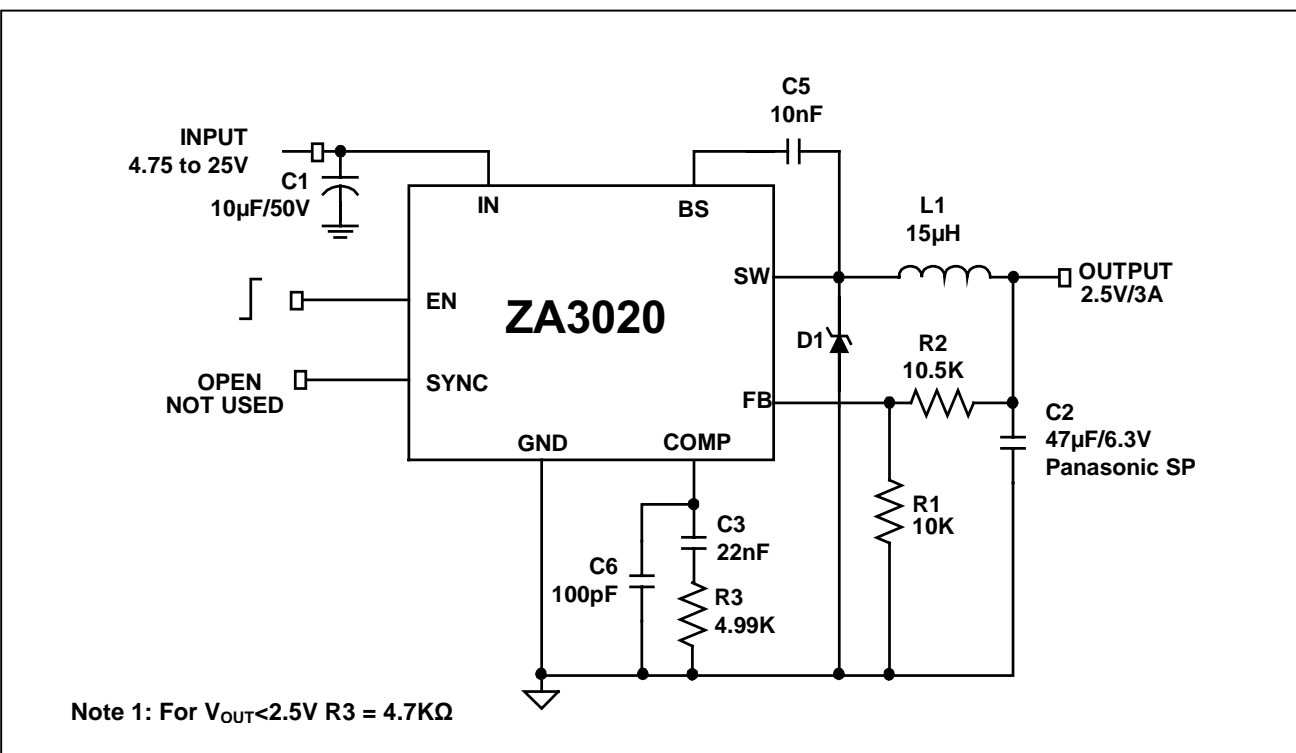 C5
10nF
INPUT
4.75 to 25V
C1
10µF/50V
IN
BS
L1
15µH
SW
OUTPUT
2.5V/3A
EN
ZA3020
D1
R2
10.5K
OPEN
NOT USED
SYNC
FB
C2
47µF/6.3V
Panasonic SP
GND
COMP
R1
10K
C3
22nF
C6
100pF
R3
4.99K
Note 1: For VOUT<2.5V R3 = 4.7KΩ